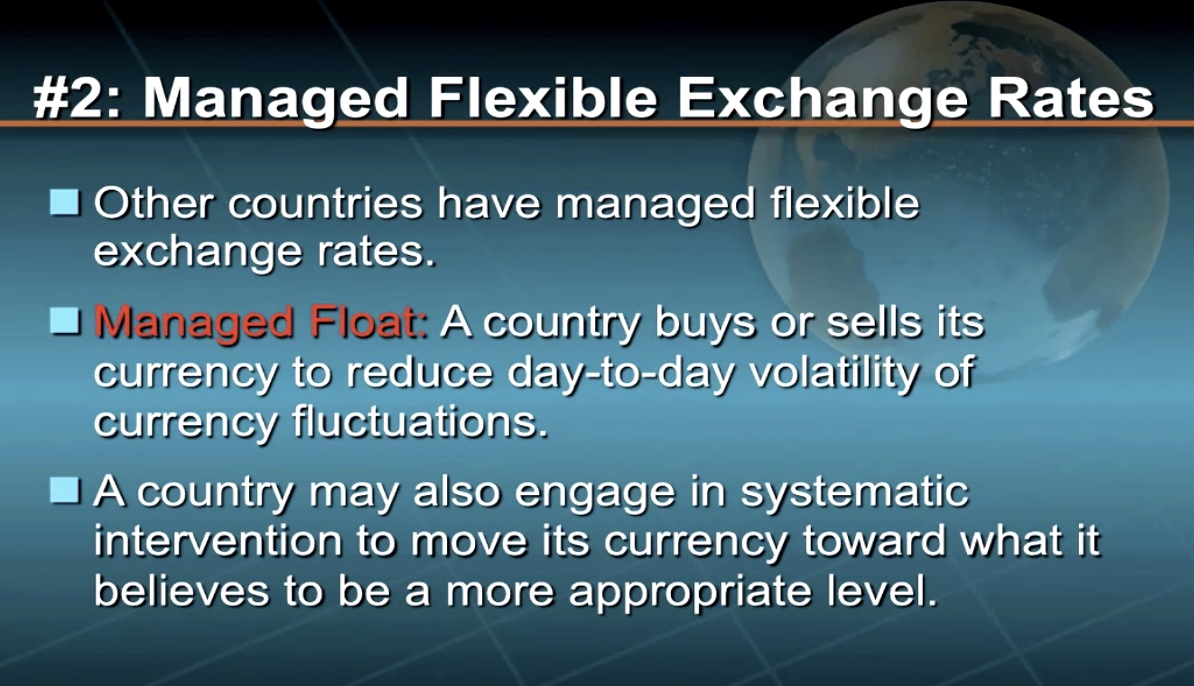 #2: Managed Flexible Exchange Rates
Other countries have managed flexible
exchange rates.
Managed Float: A country buys or sells its
currency to reduce day-to-day volatility of
currency fluctuations.
A country may also engage in systematic
intervention to move its currency toward what it
believes to be a more appropriate level.